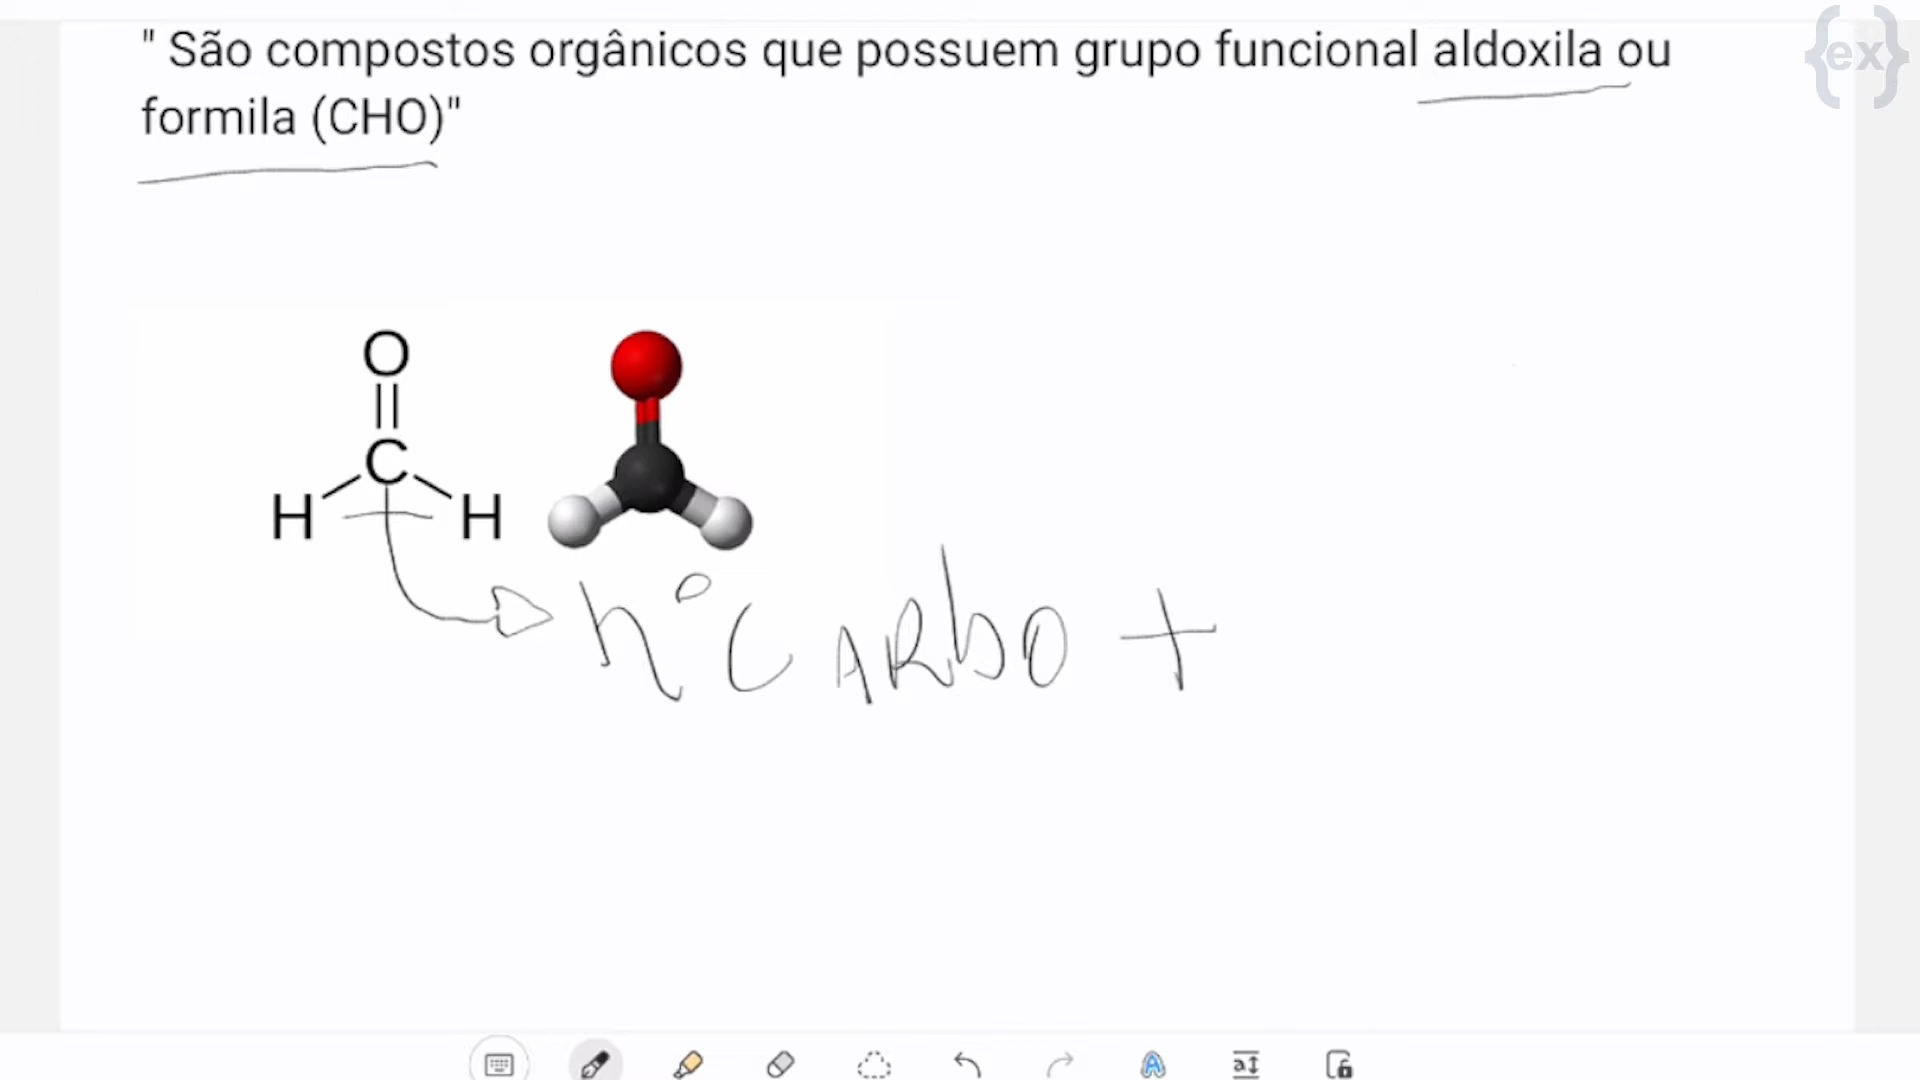 " São compostos orgânicos que possuem grupo funcional aldoxila ou
formila (CHO)"
{ex}
O
C
H H
n° CARbO +